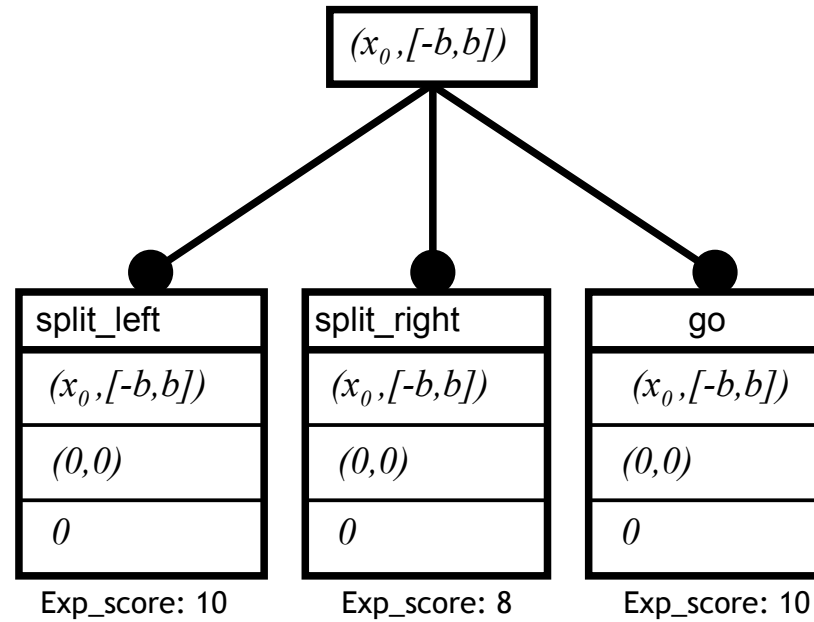 (x₀,[-b,b])
split_left
(x₀,[-b,b])
(0,0)
0
Exp_score: 10
split_right
(x₀,[-b,b])
(0,0)
0
Exp_score: 8
go
(x₀,[-b,b])
(0,0)
0
Exp_score: 10